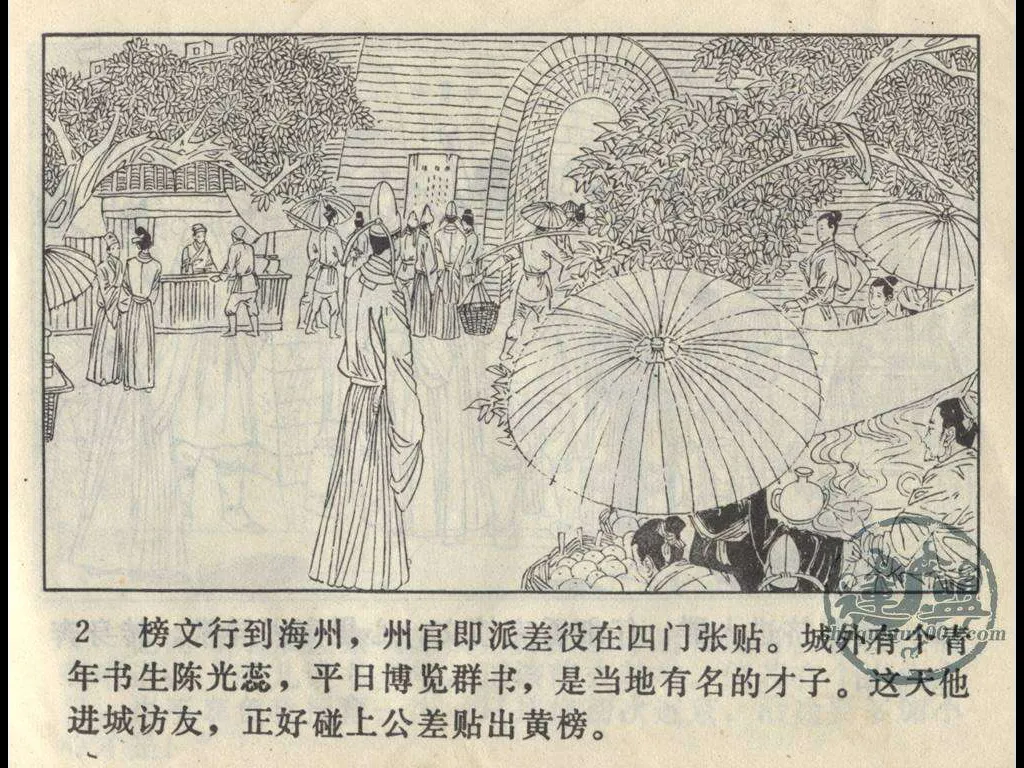 2 榜文行到海州，州官即派差役在四门张贴。城外有个青
年书生陈光蕊，平日博览群书，是当地有名的才子。这天他
进城访友，正好碰上公差贴出黄榜。